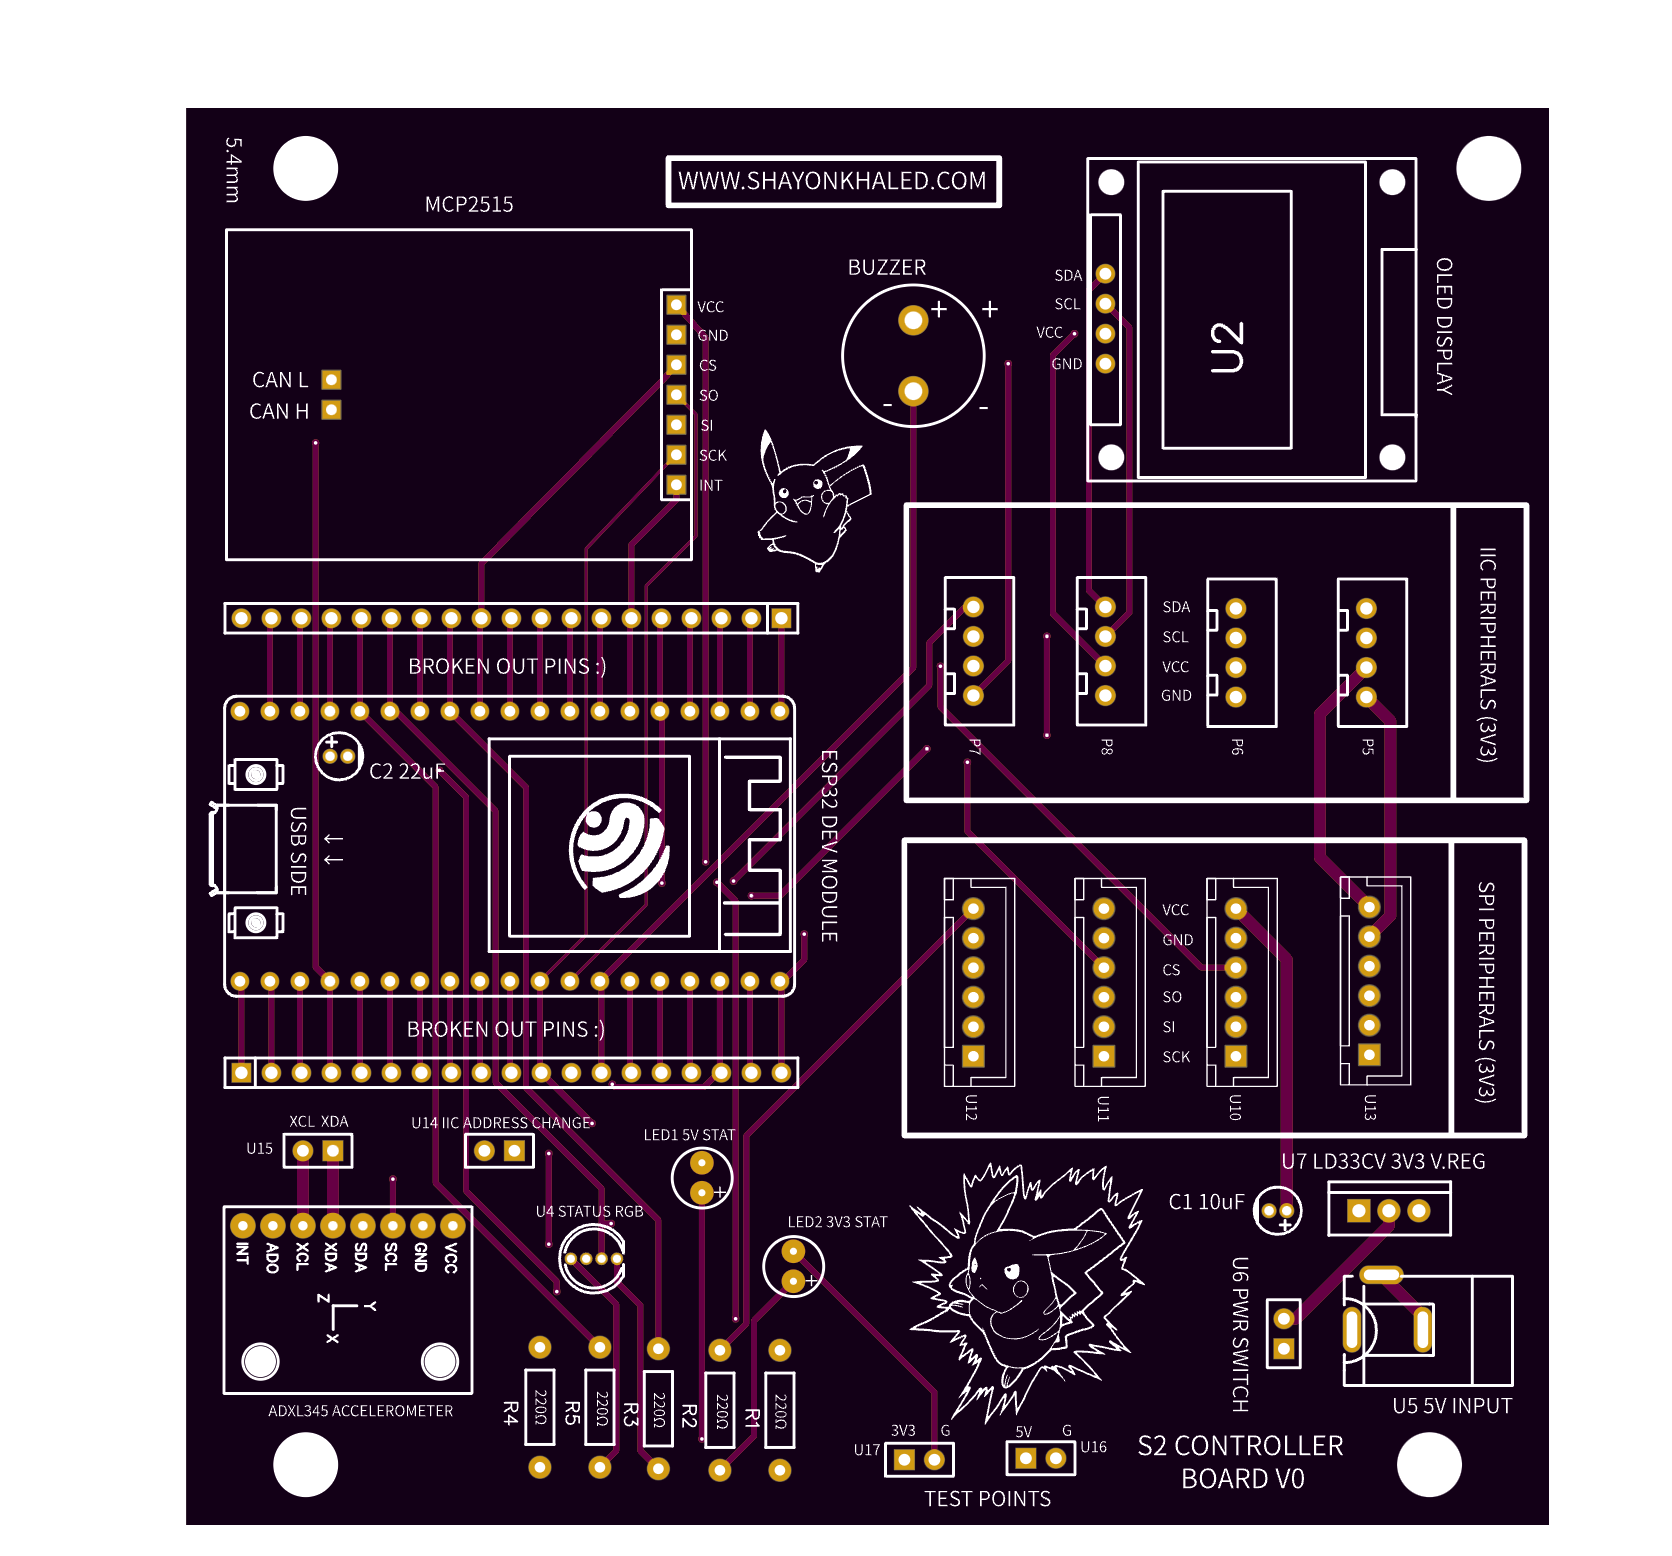 5.4mm
WWW.SHAYONKHALED.COM
MCP2515
VCC
GND
CS
SO
SI
SCK
INT
CAN L
CAN H
BUZZER
+ +
- -
SDA
SCL
VCC
GND
U2
OLED DISPLAY
BROKEN OUT PINS :)
SDA
SCL
VCC
GND
P7
P8
P6
P5
IIC PERIPHERALS (3V3)
+
C2 22uF
USB SIDE
←
←
ESP32 DEV MODULE
BROKEN OUT PINS :)
VCC
GND
CS
SO
SI
SCK
U12
U11
U10
U13
SPI PERIPHERALS (3V3)
XCL XDA
U15
U14 IIC ADDRESS CHANGE
LED1 5V STAT
+
U4 STATUS RGB
LED2 3V3 STAT
+
U7 LD33CV 3V3 V.REG
C1 10uF
+
INT
ADO
XCL
XDA
SDA
SCL
GND
VCC
Z
Y
X
ADXL345 ACCELEROMETER
R4
220Ω
R5
220Ω
R3
220Ω
R2
220Ω
R1
220Ω
U6 PWR SWITCH
U5 5V INPUT
3V3 G
U17
5V G
U16
TEST POINTS
S2 CONTROLLER
BOARD V0